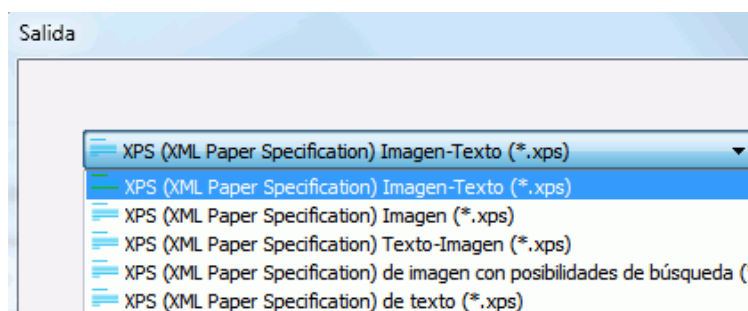 Salida
XPS (XML Paper Specification) Imagen-Texto (*.xps)
XPS (XML Paper Specification) Imagen-Texto (*.xps)
XPS (XML Paper Specification) Imagen (*.xps)
XPS (XML Paper Specification) Texto-Imagen (*.xps)
XPS (XML Paper Specification) de imagen con posibilidades de búsqueda (
XPS (XML Paper Specification) de texto (*.xps)